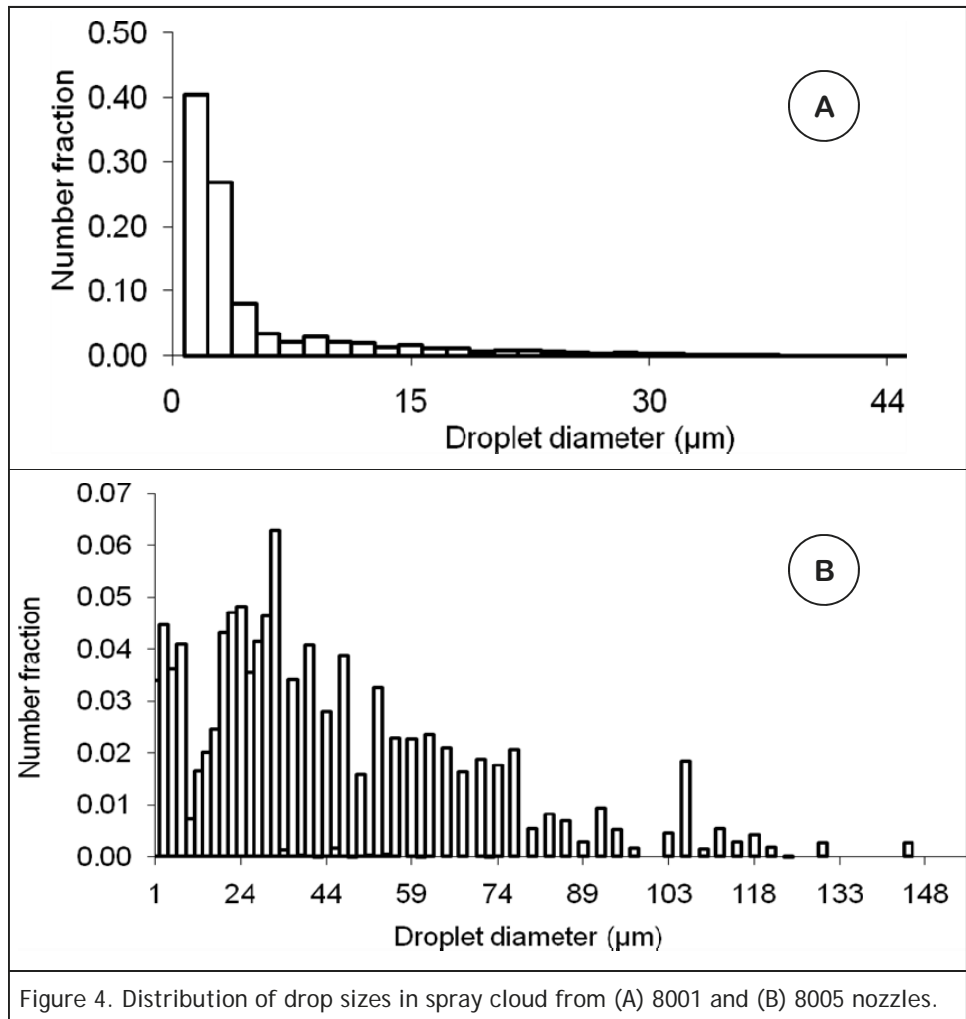 0.50
0.40
0.30
0.20
0.10
0.00
Number fraction
A
0 15 30 44
Droplet diameter (µm)
0.07
0.06
0.05
0.04
0.03
0.02
0.01
0.00
Number fraction
B
1 24 44 59 74 89 103 118 133 148
Droplet diameter (µm)
Figure 4. Distribution of drop sizes in spray cloud from (A) 8001 and (B) 8005 nozzles.